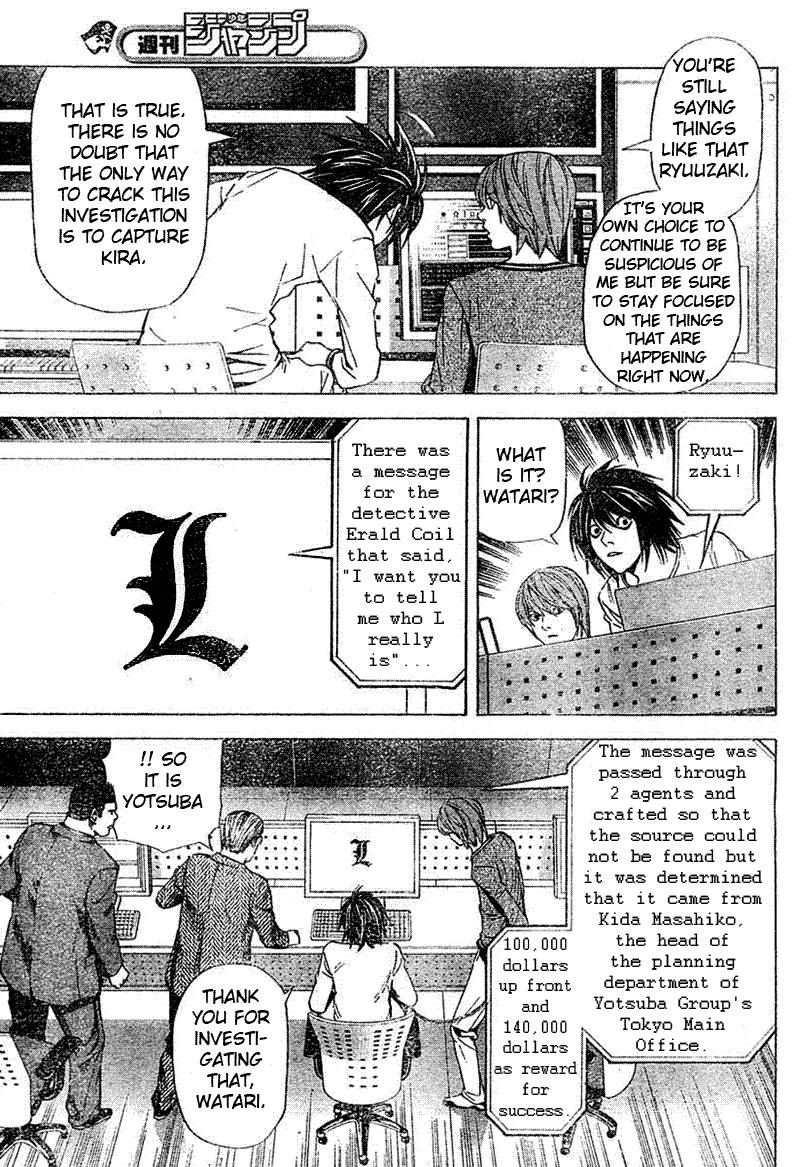 週刊
少年
ジャンプ
YOU'RE
STILL
SAYING
THINGS
LIKE THAT
RYUUZAKI.
IT'S YOUR
OWN CHOICE TO
CONTINUE TO BE
SUSPICIOUS OF
ME BUT BE SURE
TO STAY FOCUSED
ON THE THINGS
THAT ARE
HAPPENING
RIGHT NOW.
THAT IS TRUE.
THERE IS NO
DOUBT THAT
THE ONLY WAY
TO CRACK THIS
INVESTIGATION
IS TO CAPTURE
KIRA.
Ryuu-
zaki!
WHAT
IS IT?
WATARI?
There was
a message
for the
detective
Erald Coil
that said,
"I want you
to tell
me who L
really
is"...
L
The message was
passed through
2 agents and
crafted so that
the source could
not be found but
it was determined
that it came from
Kida Masahiko,
the head of
the planning
department of
Yotsuba Group's
Tokyo Main
Office.
100,000
dollars
up front
and
140,000
dollars
as reward
for
success.
!! SO
IT IS
YOTSUBA
...
L
THANK
YOU FOR
INVESTI-
GATING
THAT,
WATARI.